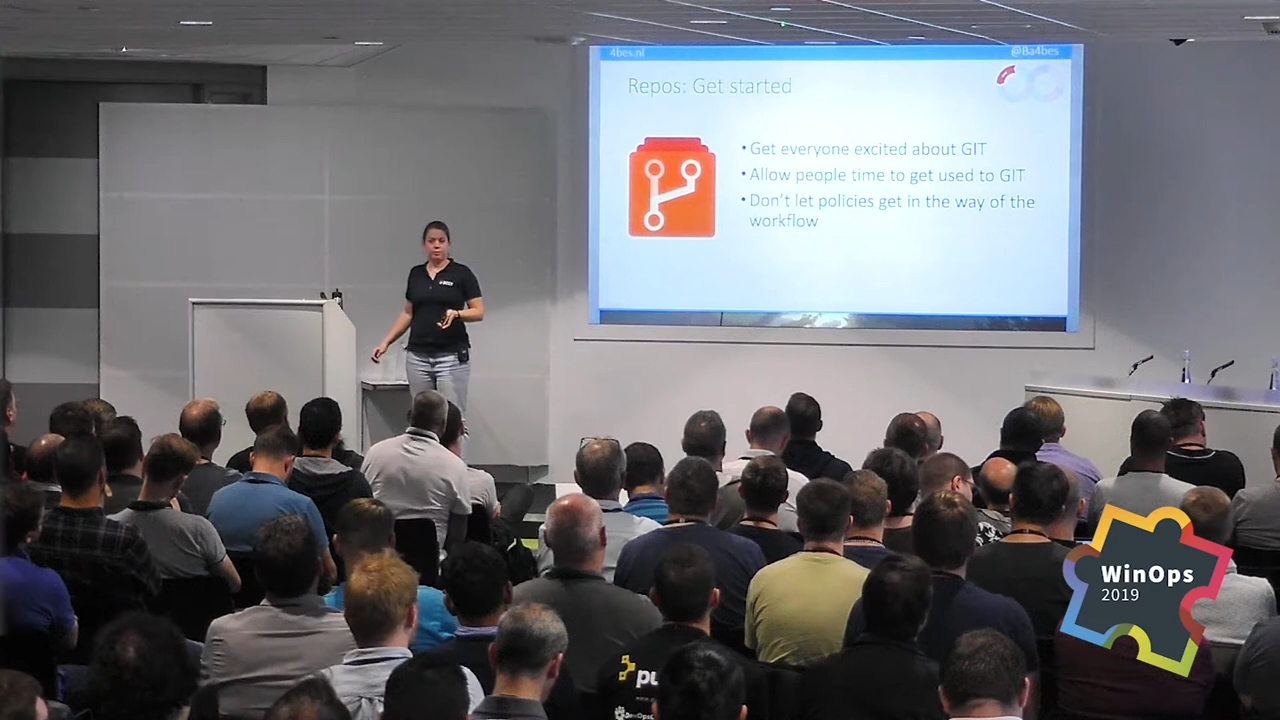 4bes.nl
@Ba4bes
Repos: Get started
• Get everyone excited about GIT
• Allow people time to get used to GIT
• Don't let policies get in the way of the
workflow
WinOps
2019
pu